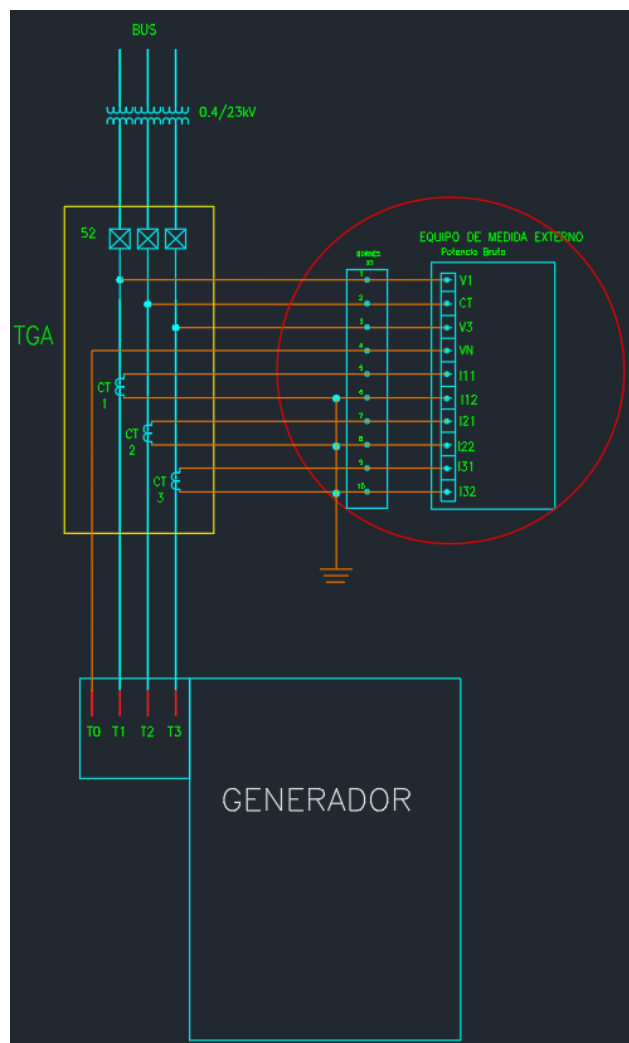 BUS
0.4/23kV
52
EQUIPO DE MEDIDA EXTERNO
Potencia Bruta
BORNES
X1
TGA
1
V1
2
CT
3
V3
4
VN
5
I11
6
I12
7
I21
8
I22
9
I31
10
I32
CT
1
CT
2
CT
3
T0 T1 T2 T3
GENERADOR